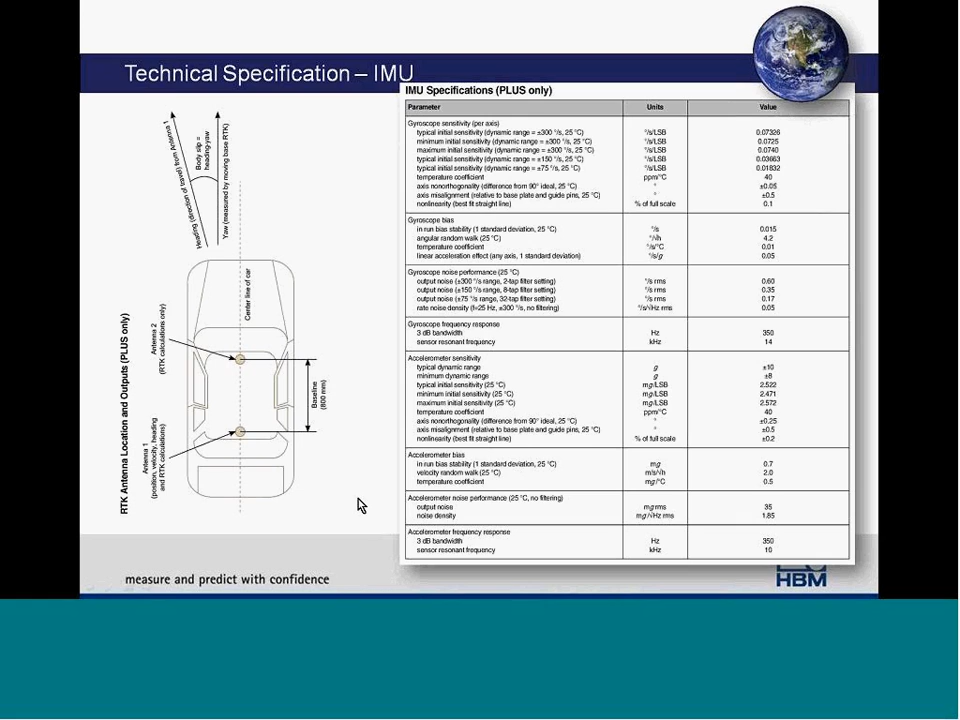 Technical Specification – IMU
RTK Antenna Location and Outputs (PLUS only)
Heading (direction of travel) from Antenna 1
Body slip =
heading-yaw
Yaw (measured by moving base RTK)
Center line of car
Antenna 2
(RTK calculations only)
Antenna 1
(position, velocity, heading
and RTK calculations)
Baseline
(800 mm)
IMU Specifications (PLUS only)
Parameter Units Value
Gyroscope sensitivity (per axis)
typical initial sensitivity (dynamic range = ±300 °/s, 25 °C) °/s/LSB 0.07326
minimum initial sensitivity (dynamic range = ±300 °/s, 25 °C) °/s/LSB 0.0725
maximum initial sensitivity (dynamic range = ±300 °/s, 25 °C) °/s/LSB 0.0740
typical initial sensitivity (dynamic range = ±150 °/s, 25 °C) °/s/LSB 0.03663
typical initial sensitivity (dynamic range = ±75 °/s, 25 °C) °/s/LSB 0.01832
temperature coefficient ppm/°C 40
axis nonorthogonality (difference from 90° ideal, 25 °C) ° ±0.05
axis misalignment (relative to base plate and guide pins, 25 °C) ° ±0.5
nonlinearity (best fit straight line) % of full scale 0.1
Gyroscope bias
in run bias stability (1 standard deviation, 25 °C) °/s 0.015
angular random walk (25 °C) °/√h 4.2
temperature coefficient °/s/°C 0.01
linear acceleration effect (any axis, 1 standard deviation) °/s/g 0.05
Gyroscope noise performance (25 °C)
output noise (±300 °/s range, 2-tap filter setting) °/s rms 0.60
output noise (±150 °/s range, 8-tap filter setting) °/s rms 0.35
output noise (±75 °/s range, 32-tap filter setting) °/s rms 0.17
rate noise density (f=25 Hz, ±300 °/s, no filtering) °/s/√Hz rms 0.05
Gyroscope frequency response
3 dB bandwidth Hz 350
sensor resonant frequency kHz 14
Accelerometer sensitivity
typical dynamic range g ±10
minimum dynamic range g ±8
typical initial sensitivity (25 °C) mg/LSB 2.522
minimum initial sensitivity (25 °C) mg/LSB 2.471
maximum initial sensitivity (25 °C) mg/LSB 2.572
temperature coefficient ppm/°C 40
axis nonorthogonality (difference from 90° ideal, 25 °C) ° ±0.25
axis misalignment (relative to base plate and guide pins, 25 °C) ° ±0.5
nonlinearity (best fit straight line) % of full scale ±0.2
Accelerometer bias
in run bias stability (1 standard deviation, 25 °C) mg 0.7
velocity random walk (25 °C) m/s/√h 2.0
temperature coefficient mg/°C 0.5
Accelerometer noise performance (25 °C, no filtering)
output noise mg rms 35
noise density mg/√Hz rms 1.85
Accelerometer frequency response
3 dB bandwidth Hz 350
sensor resonant frequency kHz 10
measure and predict with confidence
HBM